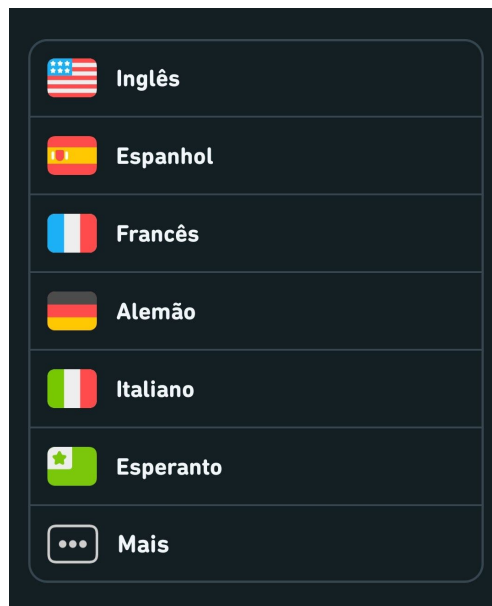 Inglês
Espanhol
Francês
Alemão
Italiano
Esperanto
Mais